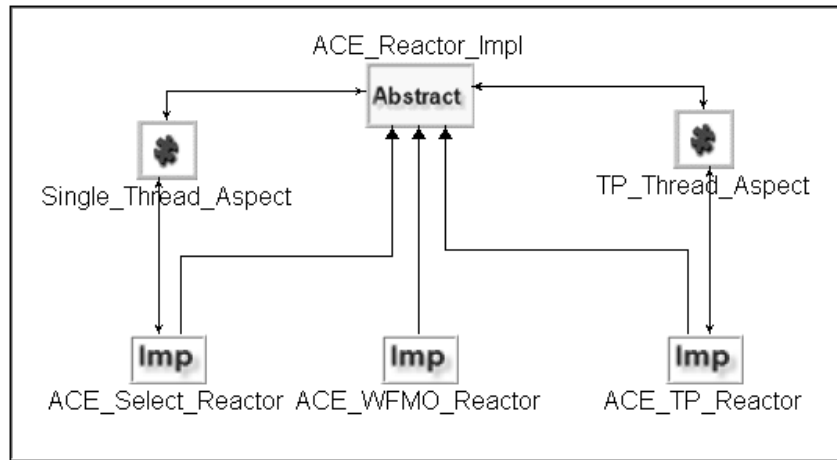 ACE_Reactor_Impl
Abstract
Single_Thread_Aspect
TP_Thread_Aspect
Imp
Imp
Imp
ACE_Select_Reactor
ACE_WFMO_Reactor
ACE_TP_Reactor